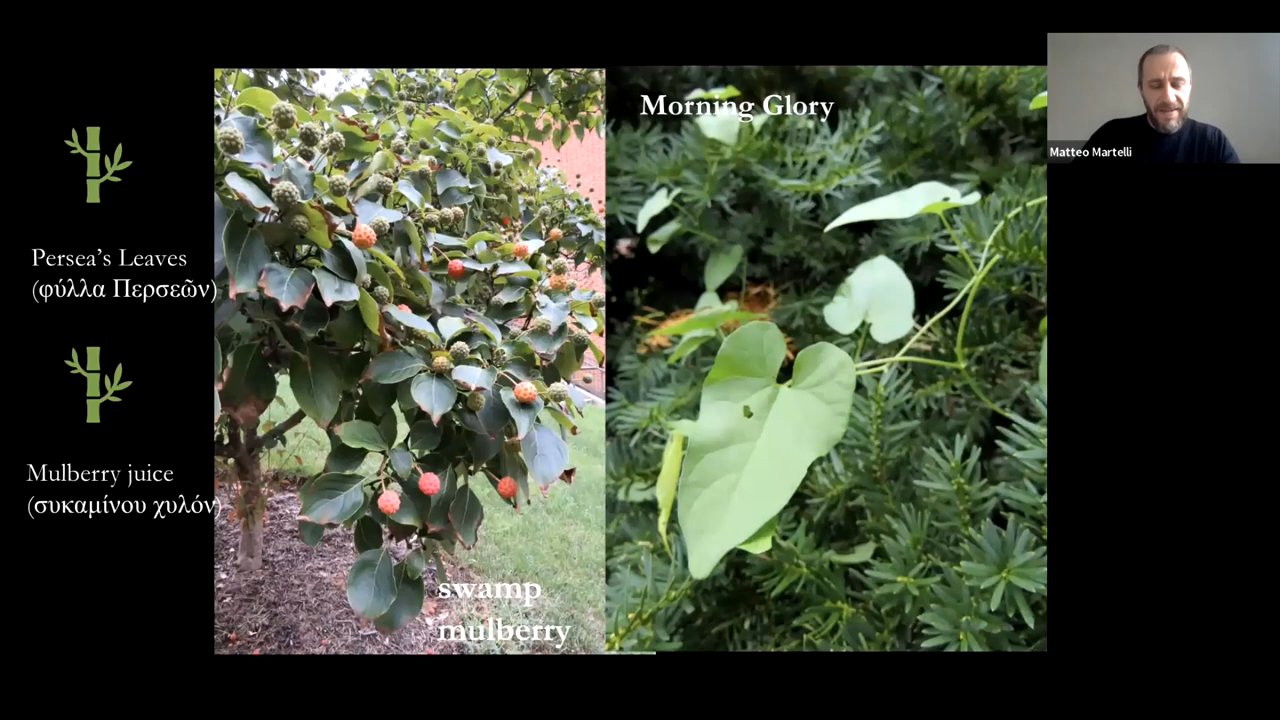 Morning Glory
Matteo Martelli
Persea's Leaves
(φύλλα Περσεῶν)
Mulberry juice
(συκαμίνου χυλόν)
swamp
mulberry